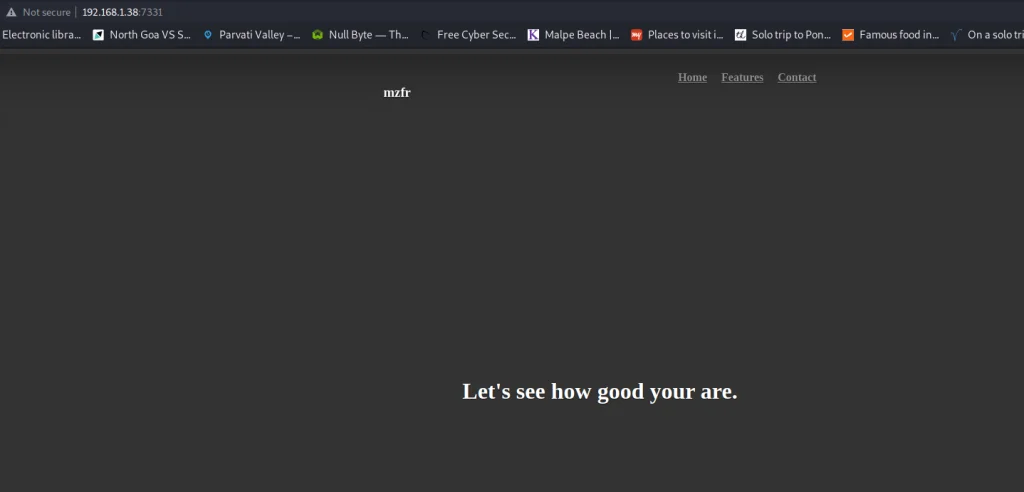 Not secure | 192.168.1.38:7331
Electronic libra... North Goa VS S... Parvati Valley –... Null Byte — Th... Free Cyber Sec... Malpe Beach |... Places to visit i... Solo trip to Pon... Famous food in... On a solo tri
Home Features Contact
mzfr
Let's see how good your are.